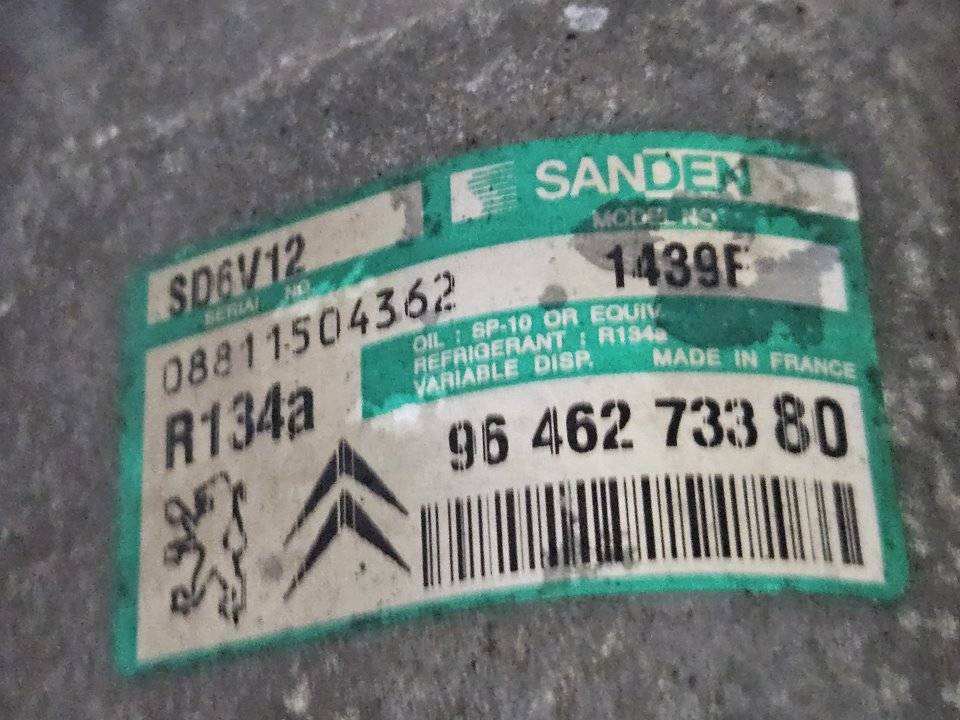 SANDEN
MODEL NO.
SD6V12
1439F
SERIAL NO.
08811504362
OIL : SP-10 OR EQUIV.
REFRIGERANT : R134a
VARIABLE DISP. MADE IN FRANCE
R134a
96 462 733 80